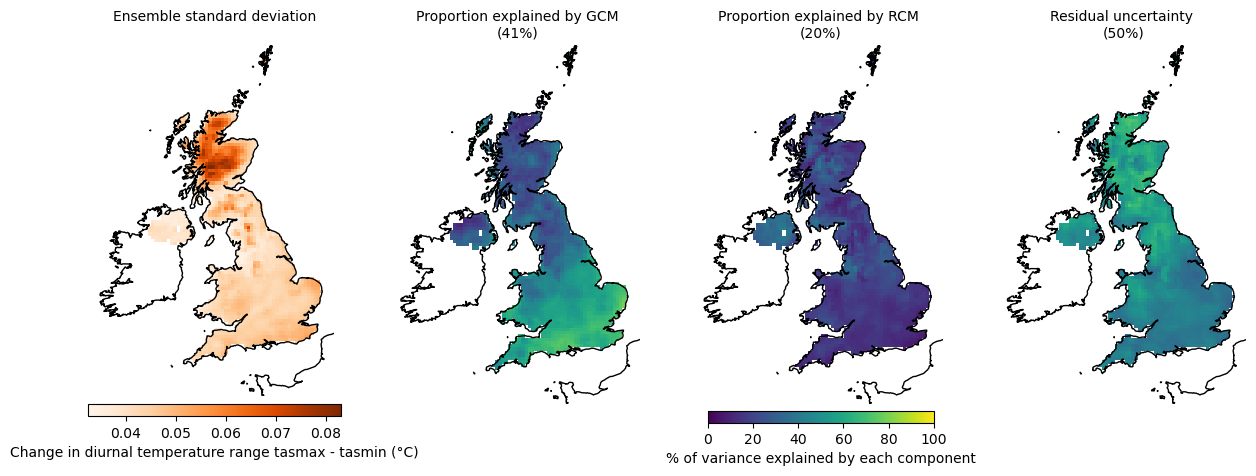 Ensemble standard deviation
Proportion explained by GCM
(41%)
Proportion explained by RCM
(20%)
Residual uncertainty
(50%)
0.04 0.05 0.06 0.07 0.08
Change in diurnal temperature range tasmax - tasmin (°C)
0 20 40 60 80 100
% of variance explained by each component